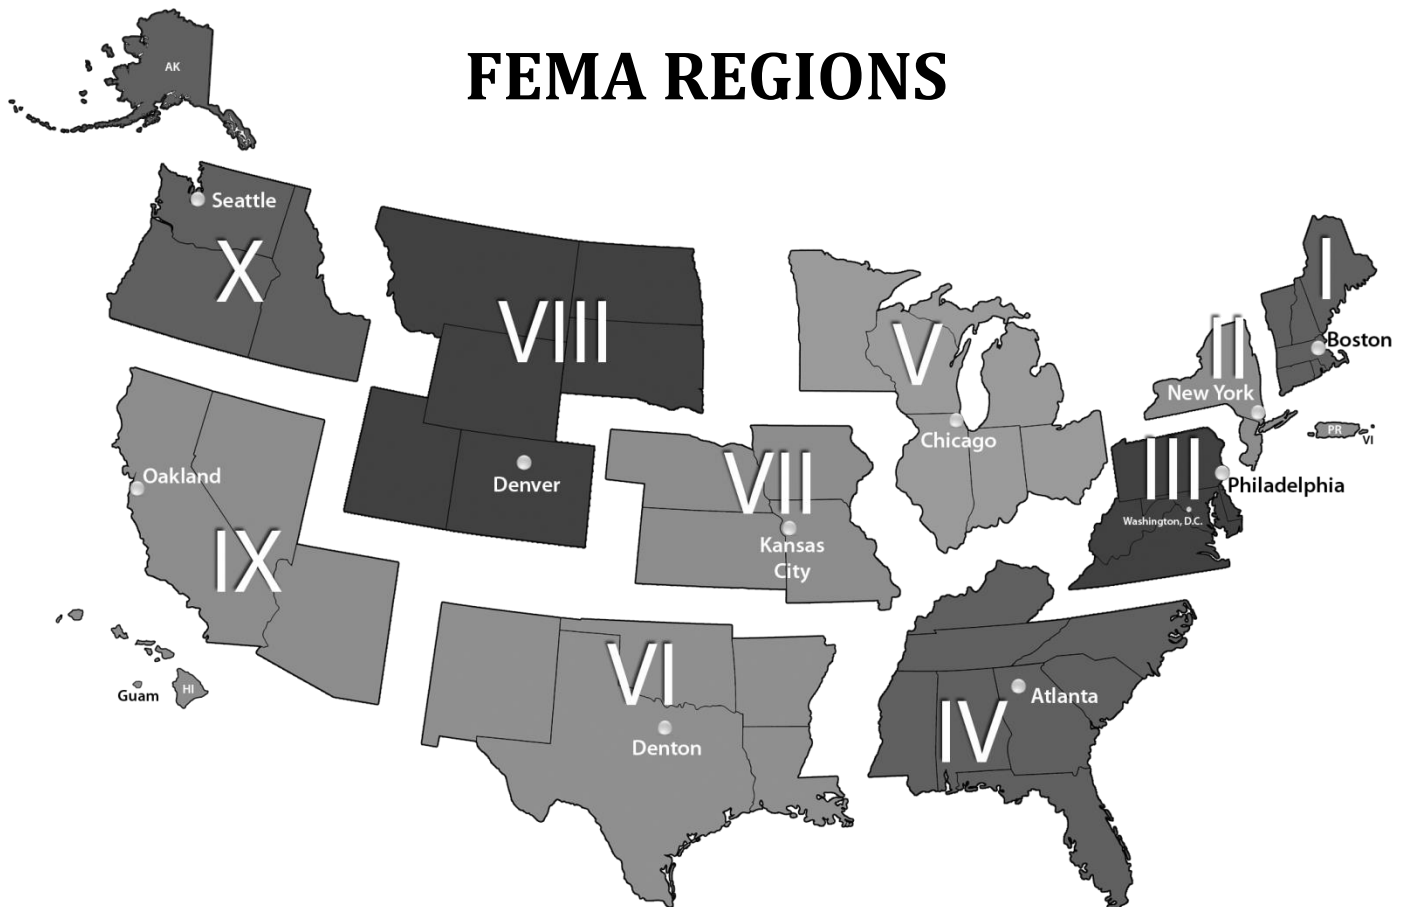 FEMA REGIONS
AK
Seattle
X
VIII
V
I
II
Boston
New York
PR
VI
Chicago
III
Philadelphia
Washington, D.C.
Oakland
Denver
VII
Kansas
City
IX
Guam
HI
VI
Denton
IV
Atlanta